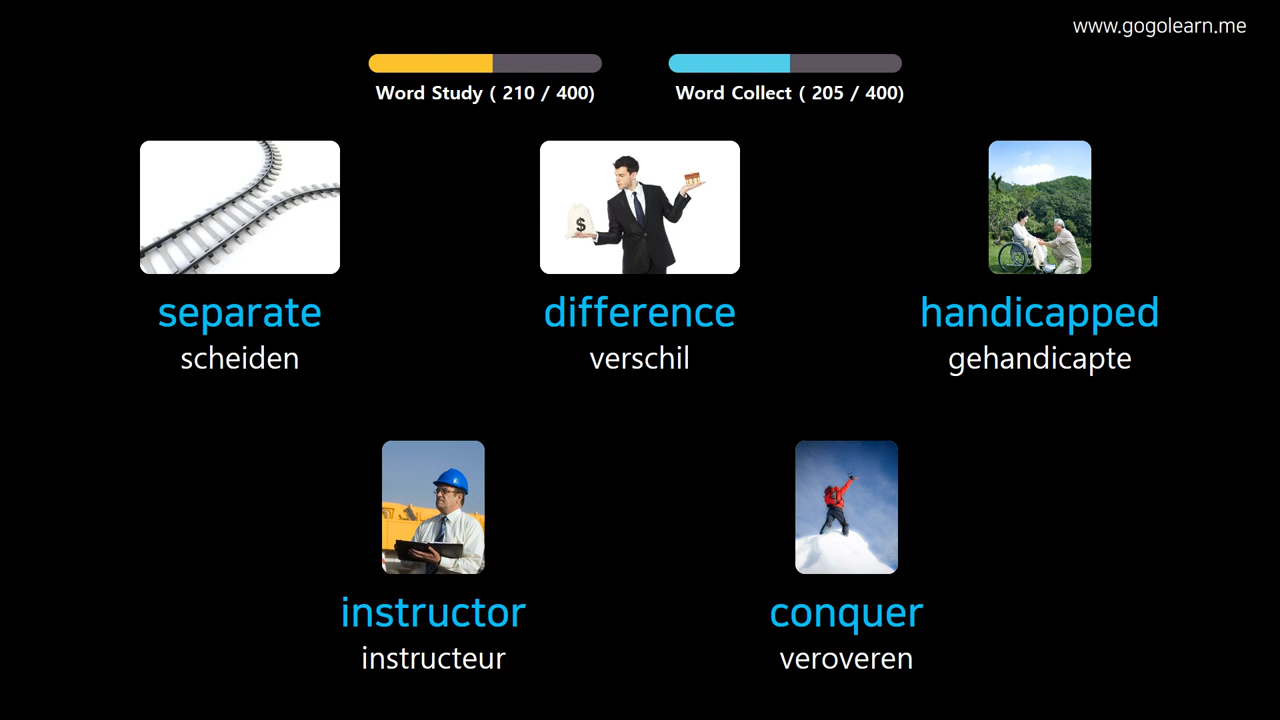 www.gogolearn.me
Word Study ( 210 / 400)
Word Collect ( 205 / 400)
$
separate
scheiden
difference
verschil
handicapped
gehandicapte
instructor
instructeur
conquer
veroveren